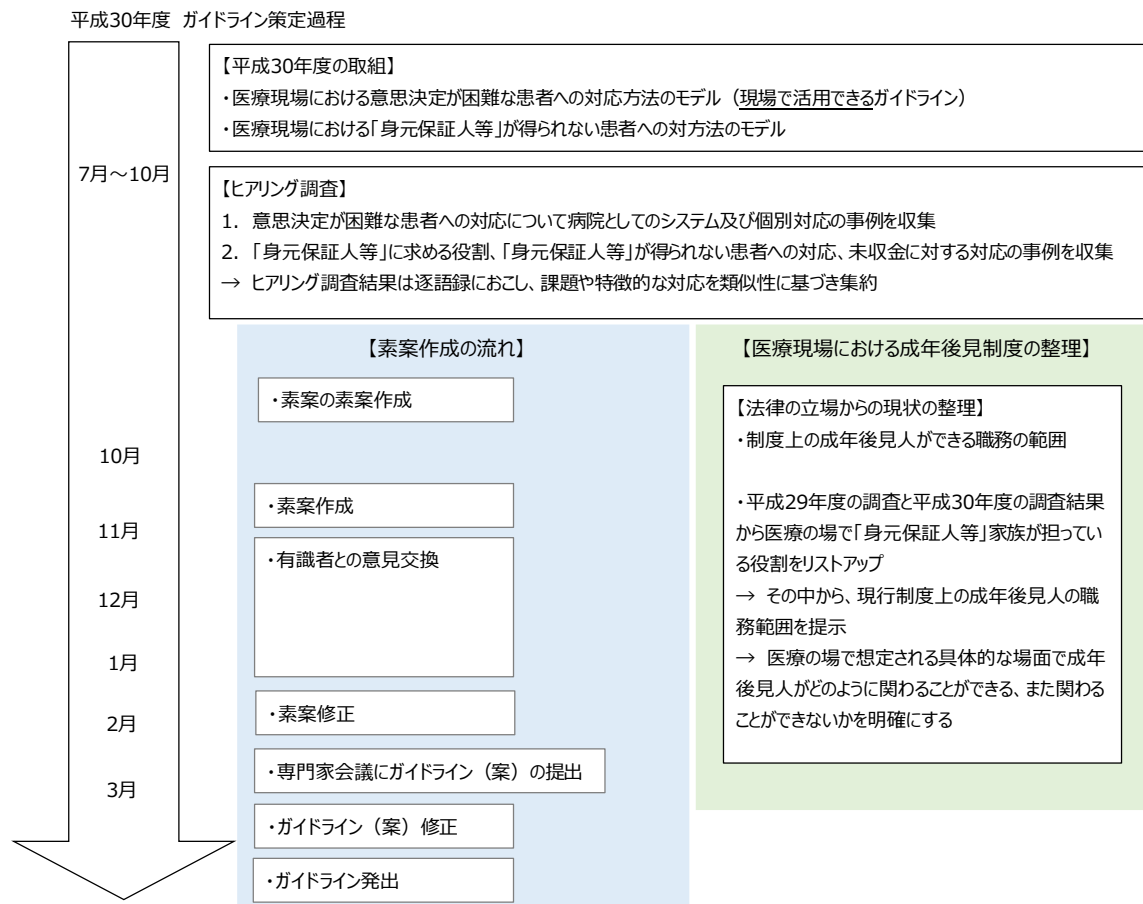 平成30年度 ガイドライン策定過程
【平成30年度の取組】
・医療現場における意思決定が困難な患者への対応方法のモデル（現場で活用できるガイドライン）
・医療現場における「身元保証人等」が得られない患者への対方法のモデル
7月～10月
【ヒアリング調査】
1. 意思決定が困難な患者への対応について病院としてのシステム及び個別対応の事例を収集
2. 「身元保証人等」に求める役割、「身元保証人等」が得られない患者への対応、未収金に対する対応の事例を収集
→ ヒアリング調査結果は逐語録におこし、課題や特徴的な対応を類似性に基づき集約
【素案作成の流れ】
・素案の素案作成
10月
・素案作成
11月
・有識者との意見交換
12月
1月
・素案修正
2月
・専門家会議にガイドライン（案）の提出
3月
・ガイドライン（案）修正
・ガイドライン発出
【医療現場における成年後見制度の整理】
【法律の立場からの現状の整理】
・制度上の成年後見人ができる職務の範囲
・平成29年度の調査と平成30年度の調査結果
から医療の場で「身元保証人等」家族が担ってい
る役割をリストアップ
→ その中から、現行制度上の成年後見人の職
務範囲を提示
→ 医療の場で想定される具体的な場面で成年
後見人がどのように関わることができる、また関わる
ことができないかを明確にする